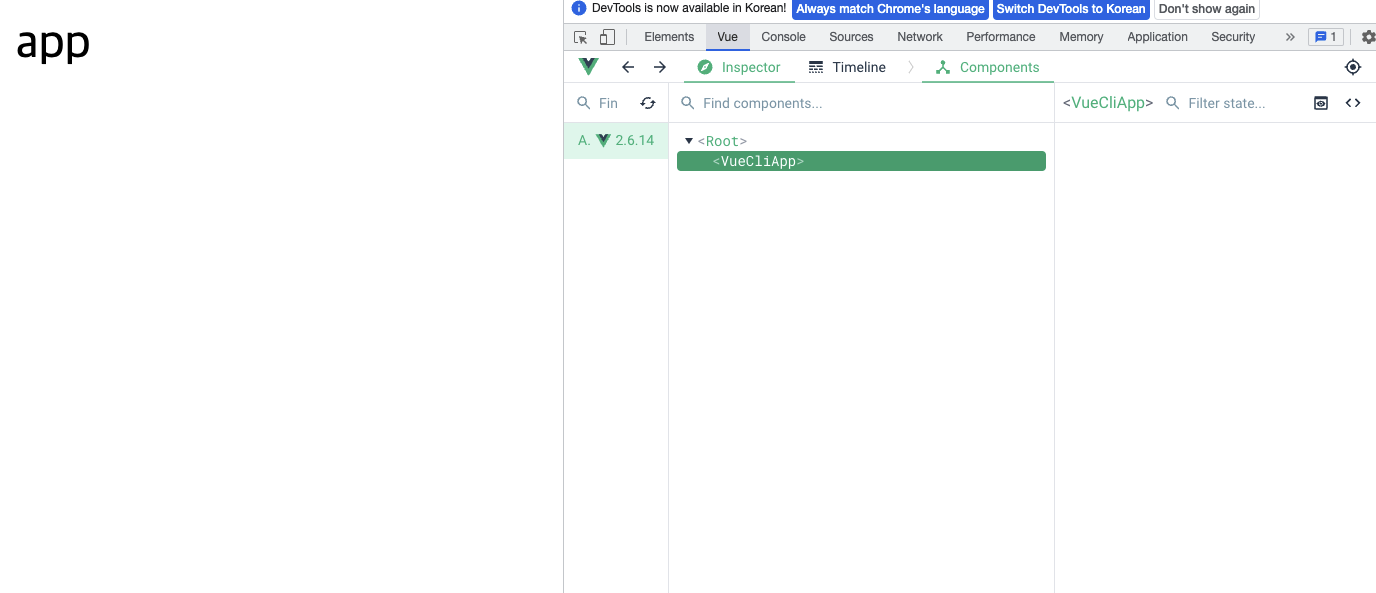 app
DevTools is now available in Korean! Always match Chrome's language Switch DevTools to Korean Don't show again
Elements Vue Console Sources Network Performance Memory Application Security » 1
Inspector Timeline Components
Fin Find components... <VueCliApp> Filter state...
A. 2.6.14
<Root>
<VueCliApp>